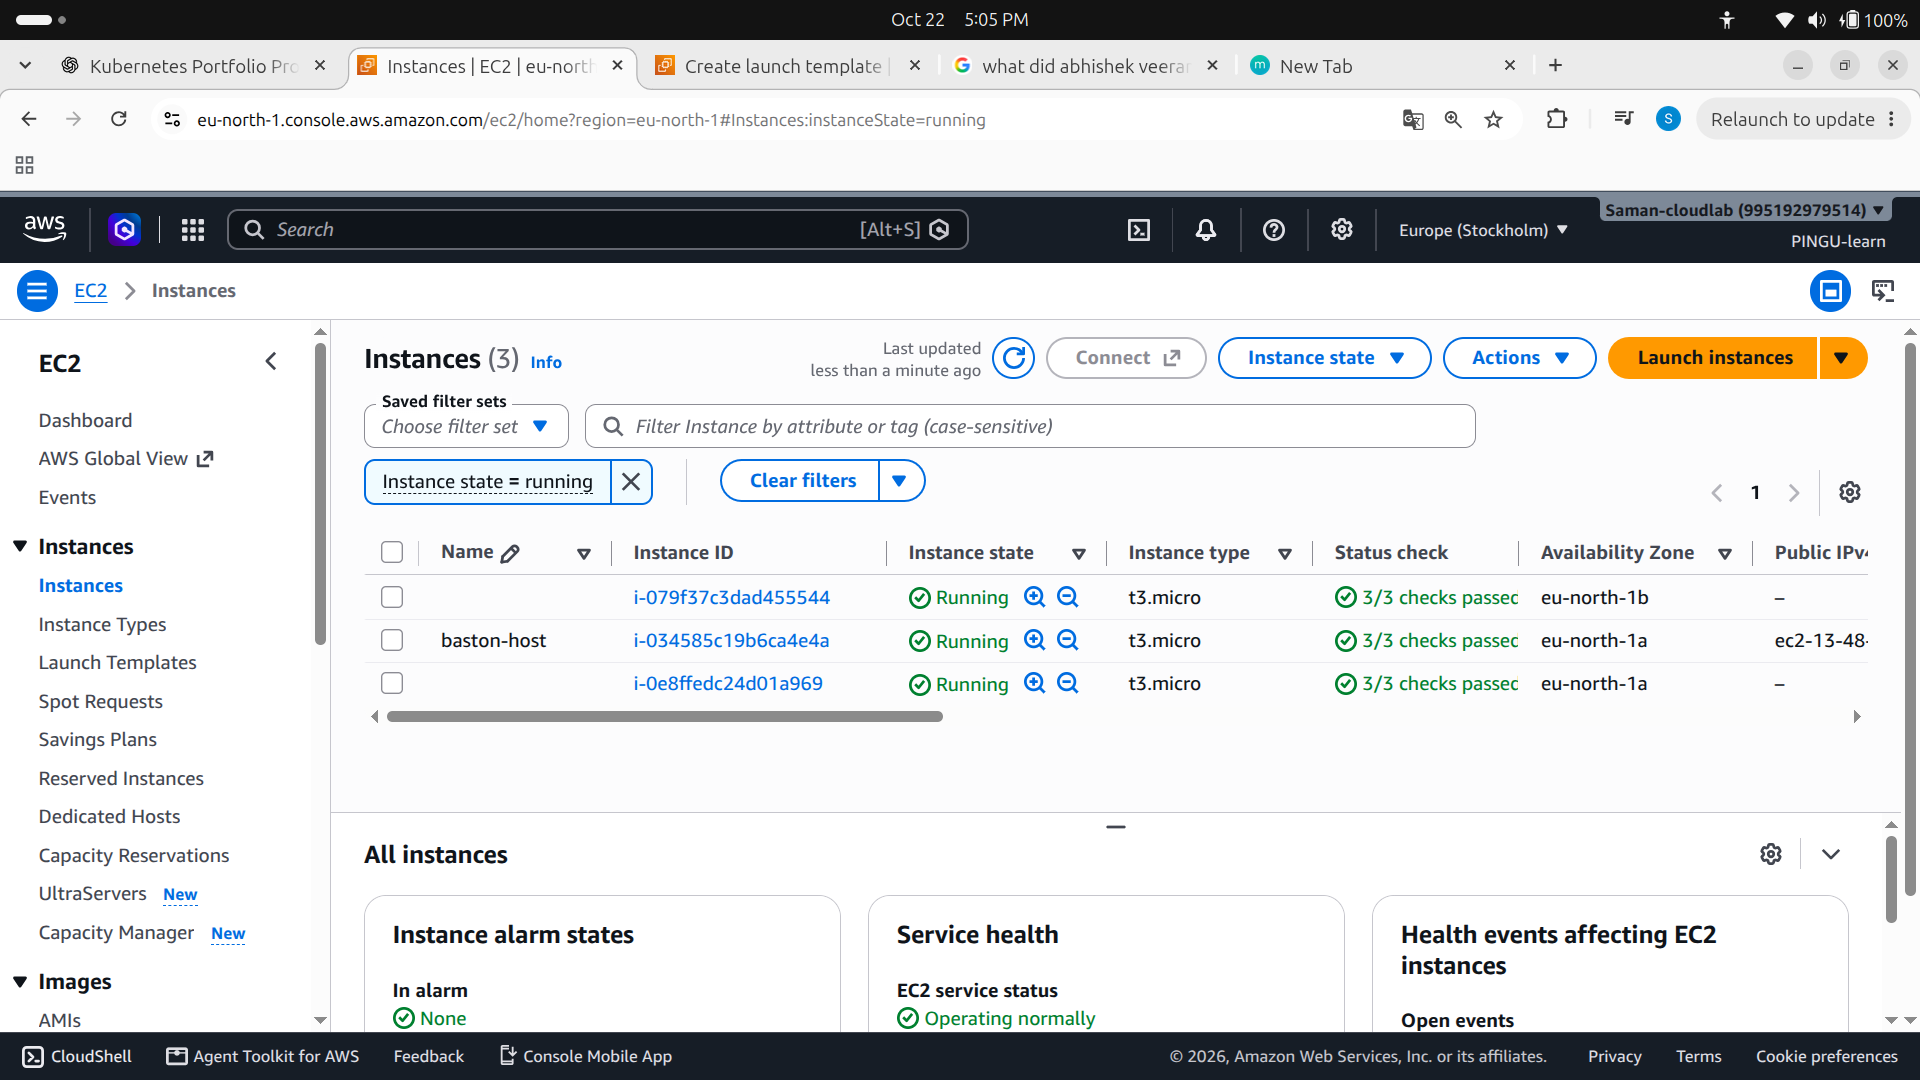 Oct 22 5:05 PM
100%
Kubernetes Portfolio Pro
Instances | EC2 | eu-north
Create launch template |
what did abhishek veeran
New Tab
eu-north-1.console.aws.amazon.com/ec2/home?region=eu-north-1#Instances:instanceState=running
S
Relaunch to update
aws
Search
[Alt+S]
Europe (Stockholm)
Saman-cloudlab (995192979514)
PINGU-learn
EC2
Instances
EC2
Dashboard
AWS Global View
Events
Instances
Instances
Instance Types
Launch Templates
Spot Requests
Savings Plans
Reserved Instances
Dedicated Hosts
Capacity Reservations
UltraServers New
Capacity Manager New
Images
AMIs
Instances (3) Info
Last updated
less than a minute ago
Connect
Instance state
Actions
Launch instances
Saved filter sets
Choose filter set
Filter Instance by attribute or tag (case-sensitive)
Instance state = running
Clear filters
1
Name Instance ID Instance state Instance type Status check Availability Zone Public IPv4
i-079f37c3dad455544 Running t3.micro 3/3 checks passed eu-north-1b –
baston-host i-034585c19b6ca4e4a Running t3.micro 3/3 checks passed eu-north-1a ec2-13-48-
i-0e8ffedc24d01a969 Running t3.micro 3/3 checks passed eu-north-1a –
All instances
Instance alarm states
In alarm
None
Service health
EC2 service status
Operating normally
Health events affecting EC2
instances
Open events
CloudShell
Agent Toolkit for AWS
Feedback
Console Mobile App
© 2026, Amazon Web Services, Inc. or its affiliates.
Privacy
Terms
Cookie preferences